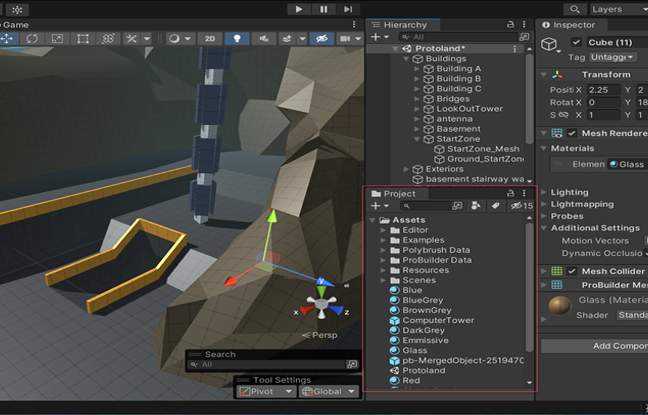 Layers
Game
2D
Persp
Search
All
Tool Settings
Pivot
Global
Hierarchy
All
Protoland*
Buildings
Building A
Building B
Building C
Bridges
LookOutTower
antenna
Basement
StartZone
StartZone_Mesh
Ground_StartZon
Exteriors
basement stairway wa
Project
15
Assets
Editor
Examples
Polybrush Data
ProBuilder Data
Resources
Scenes
Blue
BlueGrey
BrownGrey
ComputerTower
DarkGrey
Emmissive
Glass
pb-MergedObject-2519470
Protoland
Red
Inspector
Cube (11)
Tag Untagge
Transform
Positi X 2.25 Y 2
Rotat X 0 Y 18
S X 1 Y 1
Mesh Rendere
Materials
Elemen Glass
Lighting
Lightmapping
Probes
Additional Settings
Motion Vectors
Dynamic Occlusio
Mesh Collider
ProBuilder Mes
Glass (Materia
Shader Standa
Add Compon